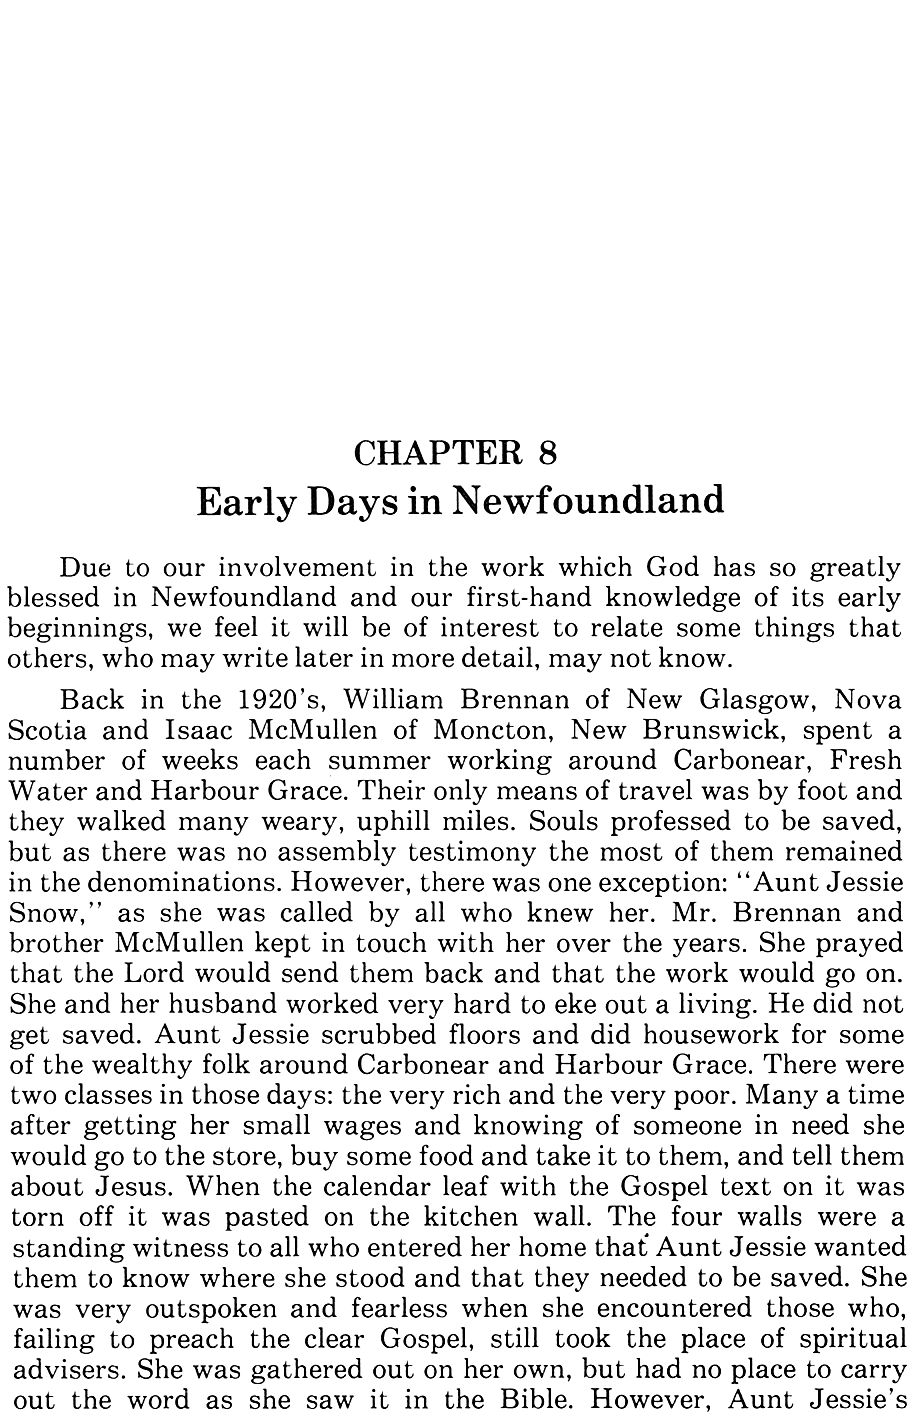 CHAPTER 8
Early Days in Newfoundland
Due to our involvement in the work which God has so greatly
blessed in Newfoundland and our first-hand knowledge of its early
beginnings, we feel it will be of interest to relate some things that
others, who may write later in more detail, may not know.
Back in the 1920's, William Brennan of New Glasgow, Nova
Scotia and Isaac McMullen of Moncton, New Brunswick, spent a
number of weeks each summer working around Carbonear, Fresh
Water and Harbour Grace. Their only means of travel was by foot and
they walked many weary, uphill miles. Souls professed to be saved,
but as there was no assembly testimony the most of them remained
in the denominations. However, there was one exception: "Aunt Jessie
Snow," as she was called by all who knew her. Mr. Brennan and
brother McMullen kept in touch with her over the years. She prayed
that the Lord would send them back and that the work would go on.
She and her husband worked very hard to eke out a living. He did not
get saved. Aunt Jessie scrubbed floors and did housework for some
of the wealthy folk around Carbonear and Harbour Grace. There were
two classes in those days: the very rich and the very poor. Many a time
after getting her small wages and knowing of someone in need she
would go to the store, buy some food and take it to them, and tell them
about Jesus. When the calendar leaf with the Gospel text on it was
torn off it was pasted on the kitchen wall. The four walls were a
standing witness to all who entered her home that Aunt Jessie wanted
them to know where she stood and that they needed to be saved. She
was very outspoken and fearless when she encountered those who,
failing to preach the clear Gospel, still took the place of spiritual
advisers. She was gathered out on her own, but had no place to carry
out the word as she saw it in the Bible. However, Aunt Jessie's